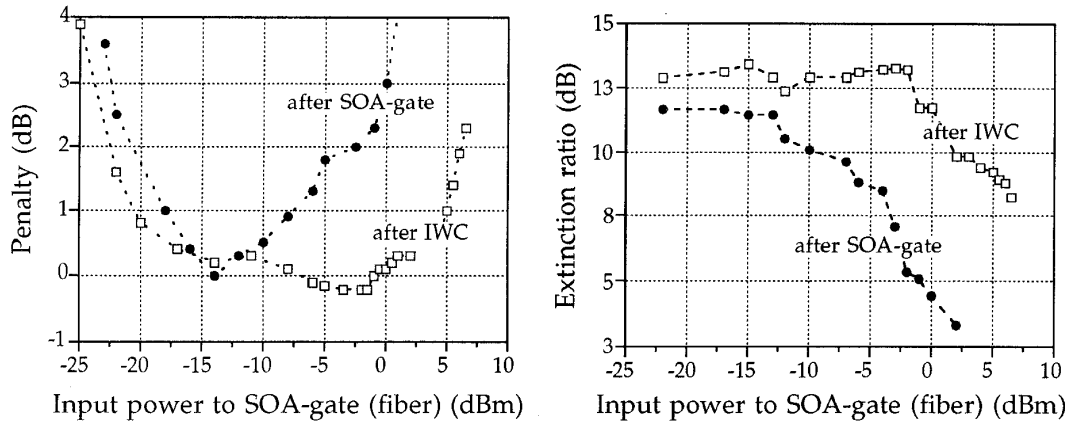 4
3
2
1
0
-1
Penalty (dB)
after SOA-gate
after IWC
-25 -20 -15 -10 -5 0 5 10
Input power to SOA-gate (fiber) (dBm)
15
13
10
8
5
3
Extinction ratio (dB)
after IWC
after SOA-gate
-25 -20 -15 -10 -5 0 5 10
Input power to SOA-gate (fiber) (dBm)